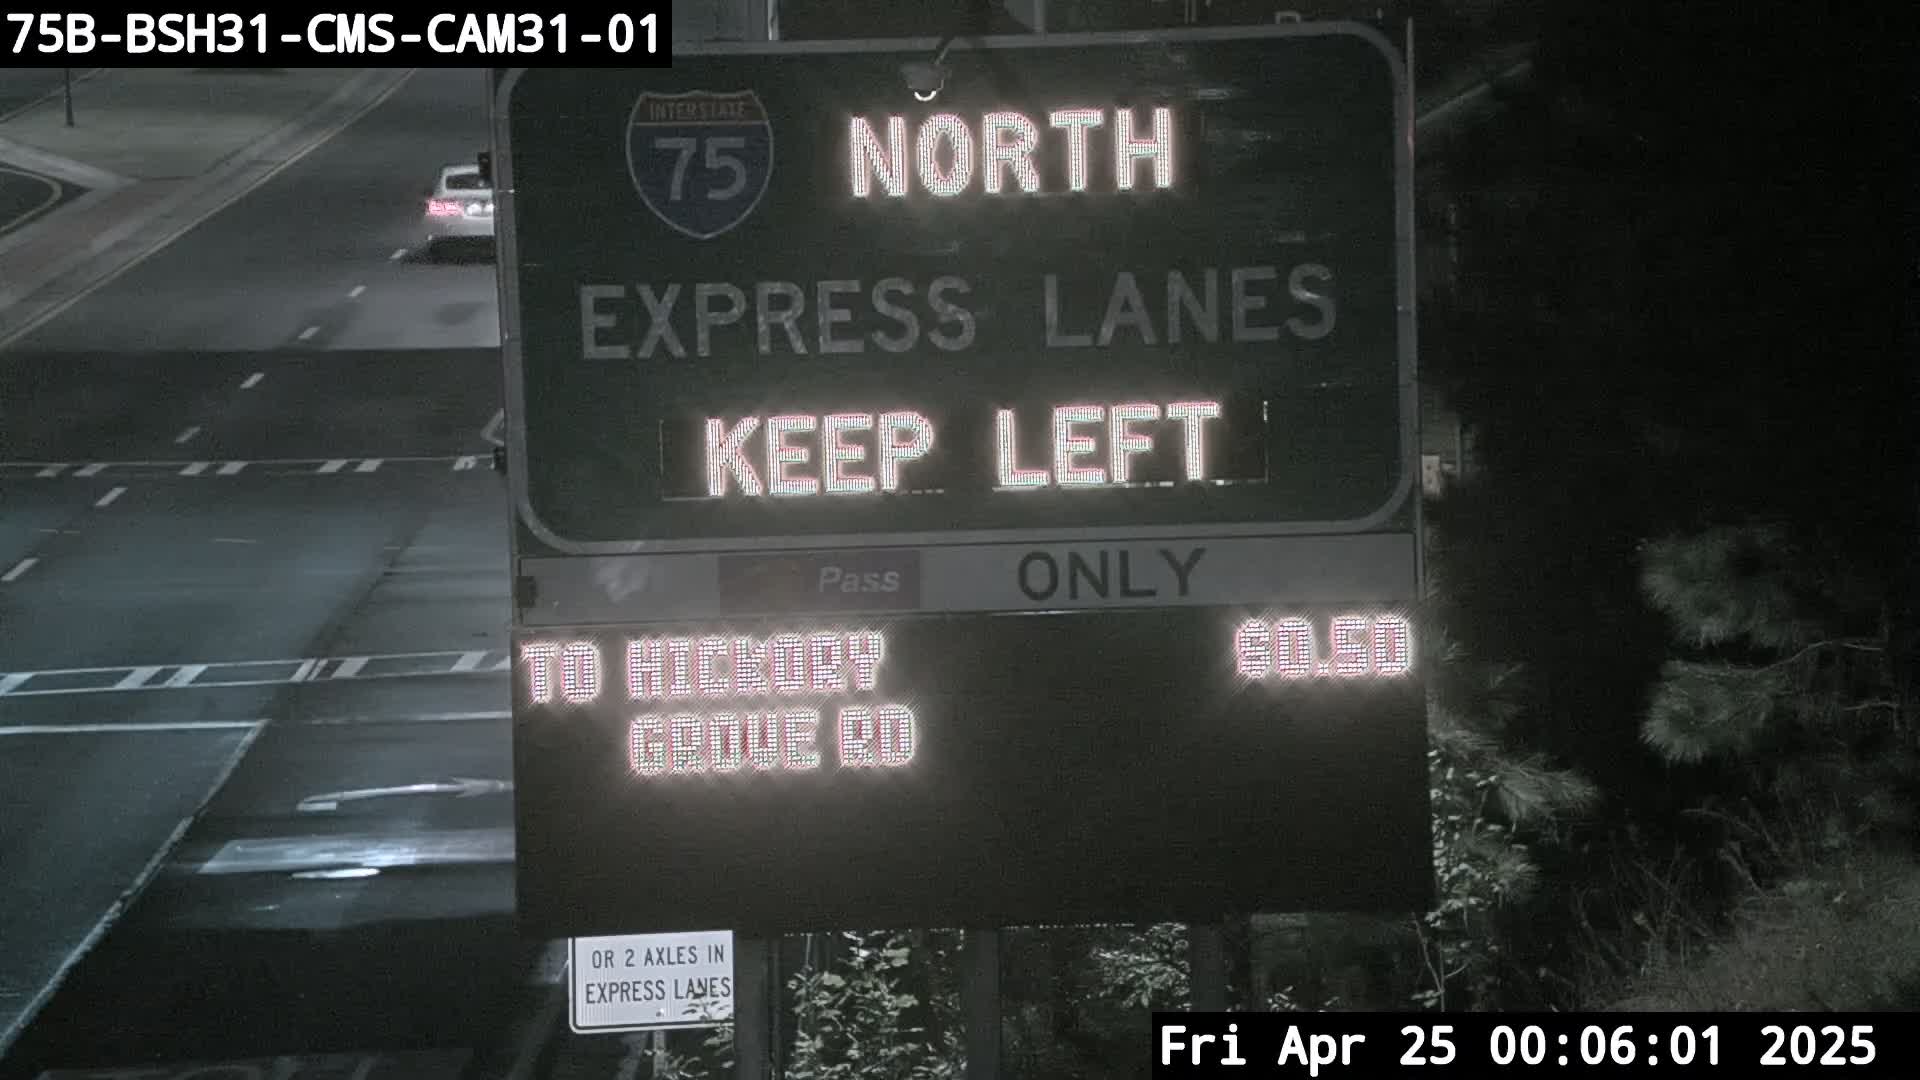 75B-BSH31-CMS-CAM31-01
INTERSTATE
75
NORTH
EXPRESS LANES
KEEP LEFT
Pass
ONLY
TO HICKORY
GROVE RD
$0.50
OR 2 AXLES IN
EXPRESS LANES
Fri Apr 25 00:06:01 2025